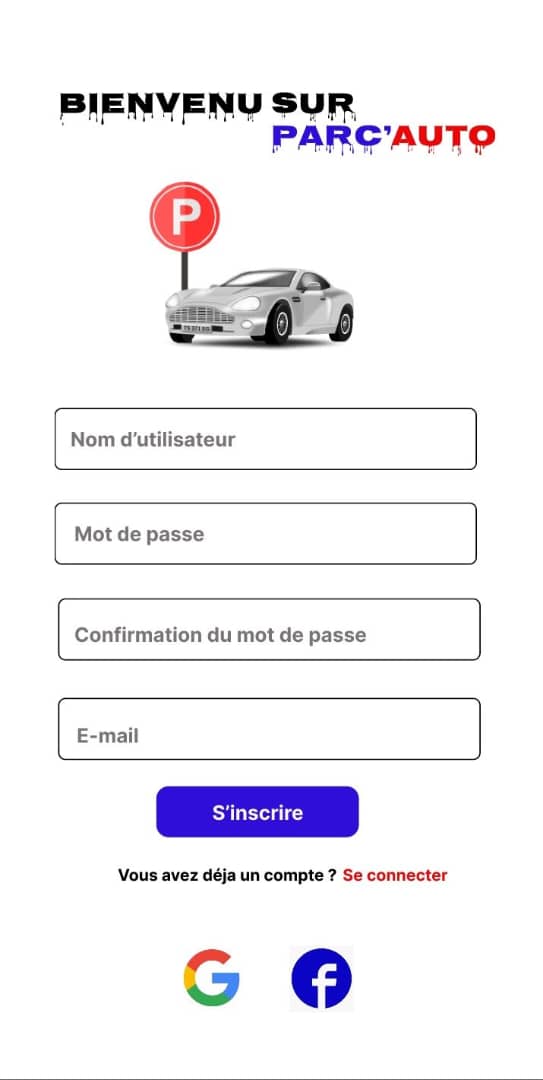 BIENVENU SUR
PARC'AUTO
P
Nom d'utilisateur
Mot de passe
Confirmation du mot de passe
E-mail
S'inscrire
Vous avez déja un compte ? Se connecter
G
f